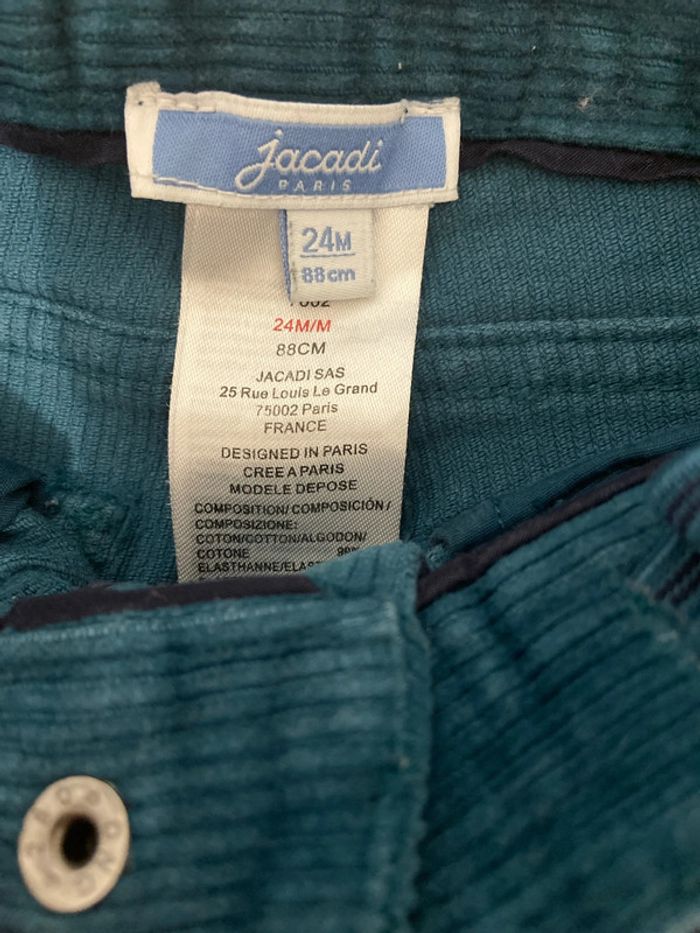 jacadi
PARIS
24M
88cm
24M/M
88CM
JACADI SAS
25 Rue Louis Le Grand
75002 Paris
FRANCE
DESIGNED IN PARIS
CREE A PARIS
MODELE DEPOSE
COMPOSITION/COMPOSICIÓN/
COMPOSIZIONE:
COTON/COTTON/ALGODON/
COTONE
ELASTHANNE/